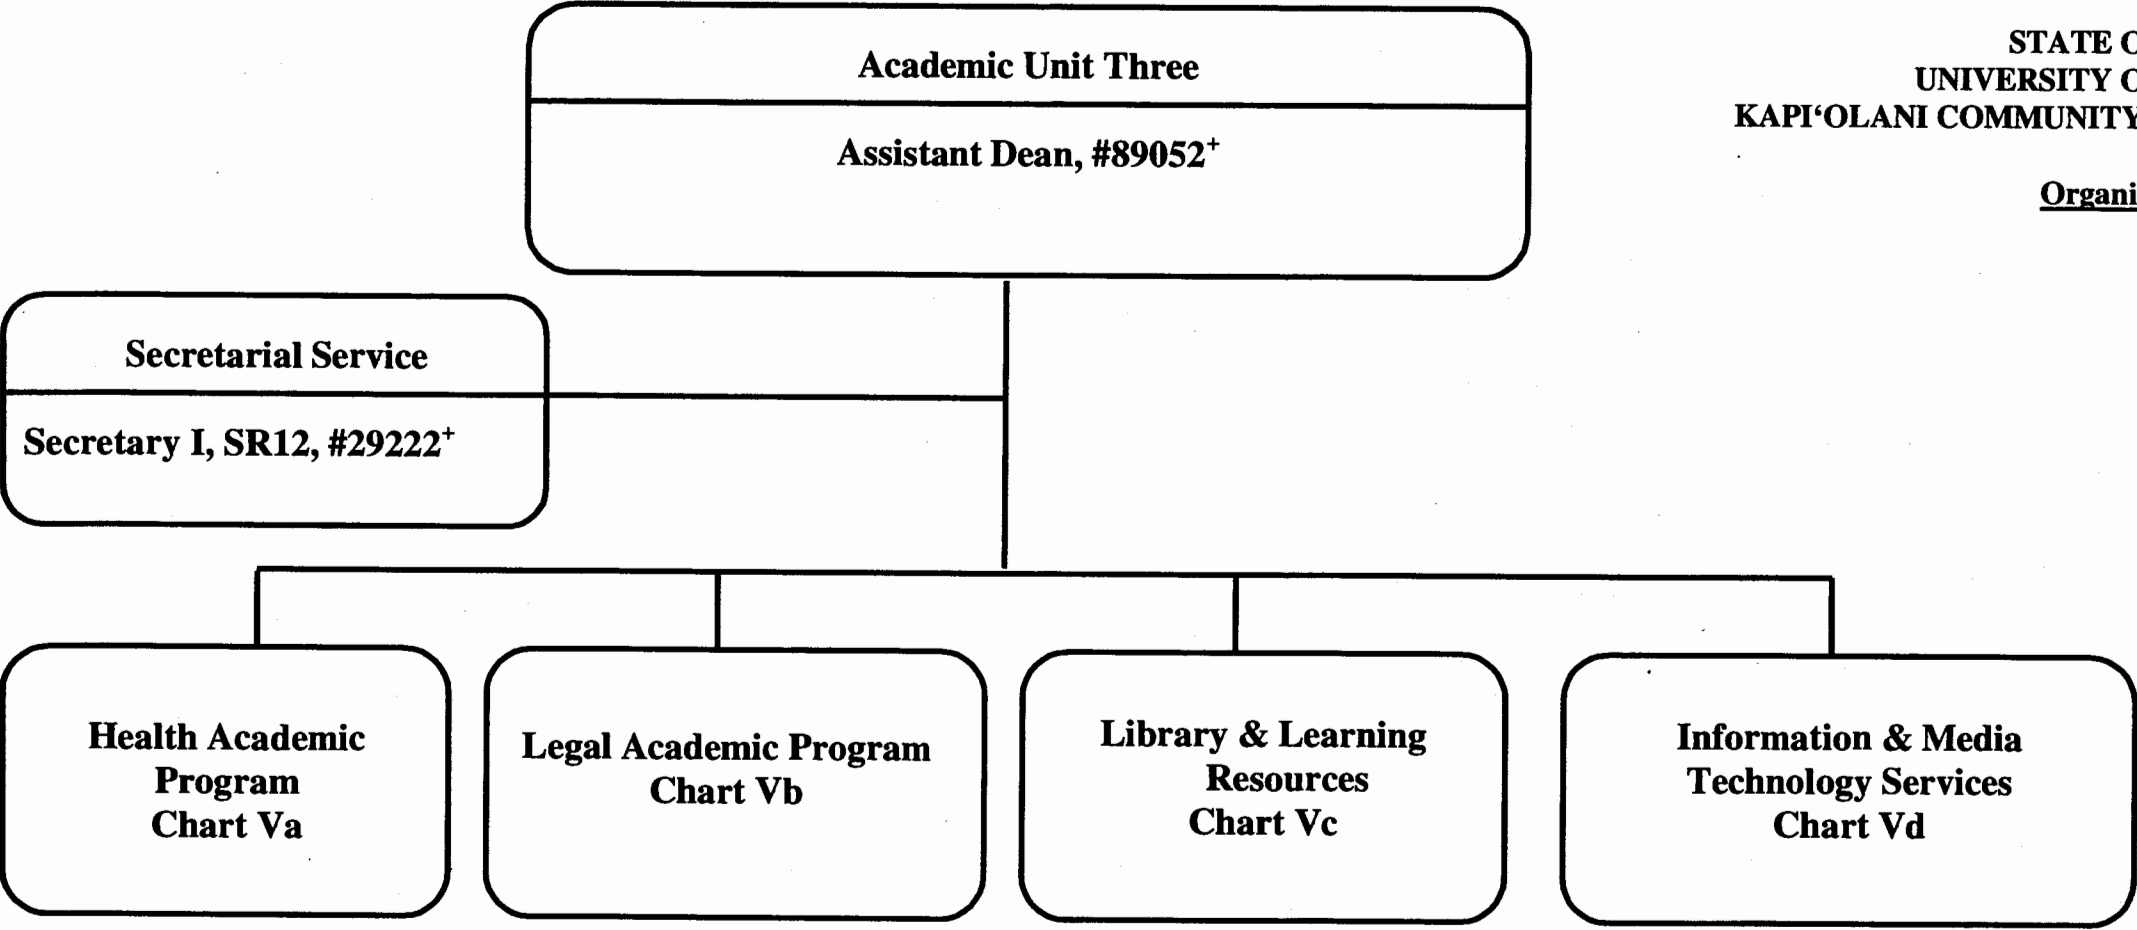 Academic Unit Three
Assistant Dean, #89052⁺
STATE
UNIVERSITY
KAPI‘OLANI COMMUNITY
Secretarial Service
Secretary I, SR12, #29222⁺
Health Academic
Program
Chart Va
Legal Academic Program
Chart Vb
Library & Learning
Resources
Chart Vc
Information & Media
Technology Services
Chart Vd